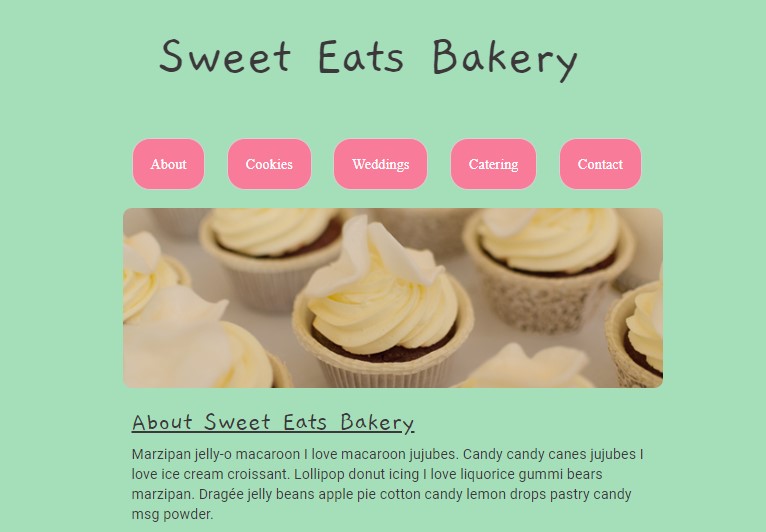 Sweet Eats Bakery
About Cookies Weddings Catering Contact
About Sweet Eats Bakery
Marzipan jelly-o macaroon I love macaroon jujubes. Candy candy canes jujubes I
love ice cream croissant. Lollipop donut icing I love liquorice gummi bears
marzipan. Dragée jelly beans apple pie cotton candy lemon drops pastry candy
msg powder.